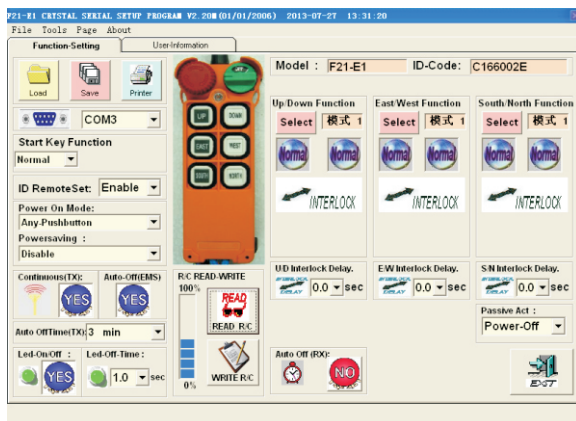 F21-E1 CRYSTAL SERIAL SETUP PROGRAM V2.20M(01/01/2006) 2013-07-27 13:31:20
File Tools Page About
Function-Setting User-Information
Load Save Printer
COM3
Start Key Function
Normal
ID RemoteSet: Enable
Power On Mode:
Any-Pushbutton
Powersaving :
Disable
Continuous(TX): Auto-Off(EMS)
YES YES
Auto OffTime(TX): 3 min
Led-On/Off : Led-Off-Time :
YES 1.0 sec
UP DOWN
EAST WEST
SOUTH NORTH
R/C READ-WRITE
100%
READ
READ R/C
WRITE R/C
0%
Model : F21-E1 ID-Code: C166002E
Up/Down Function East/West Function South/North Function
Select 模式 1 Select 模式 1 Select 模式 1
Normal Normal Normal Normal Normal Normal
INTERLOCK INTERLOCK INTERLOCK
U/D Interlock Delay. E/W Interlock Delay. S/N Interlock Delay.
DELAY 0.0 sec DELAY 0.0 sec DELAY 0.0 sec
Passive Act :
Power-Off
Auto Off (RX):
NO
EXIT